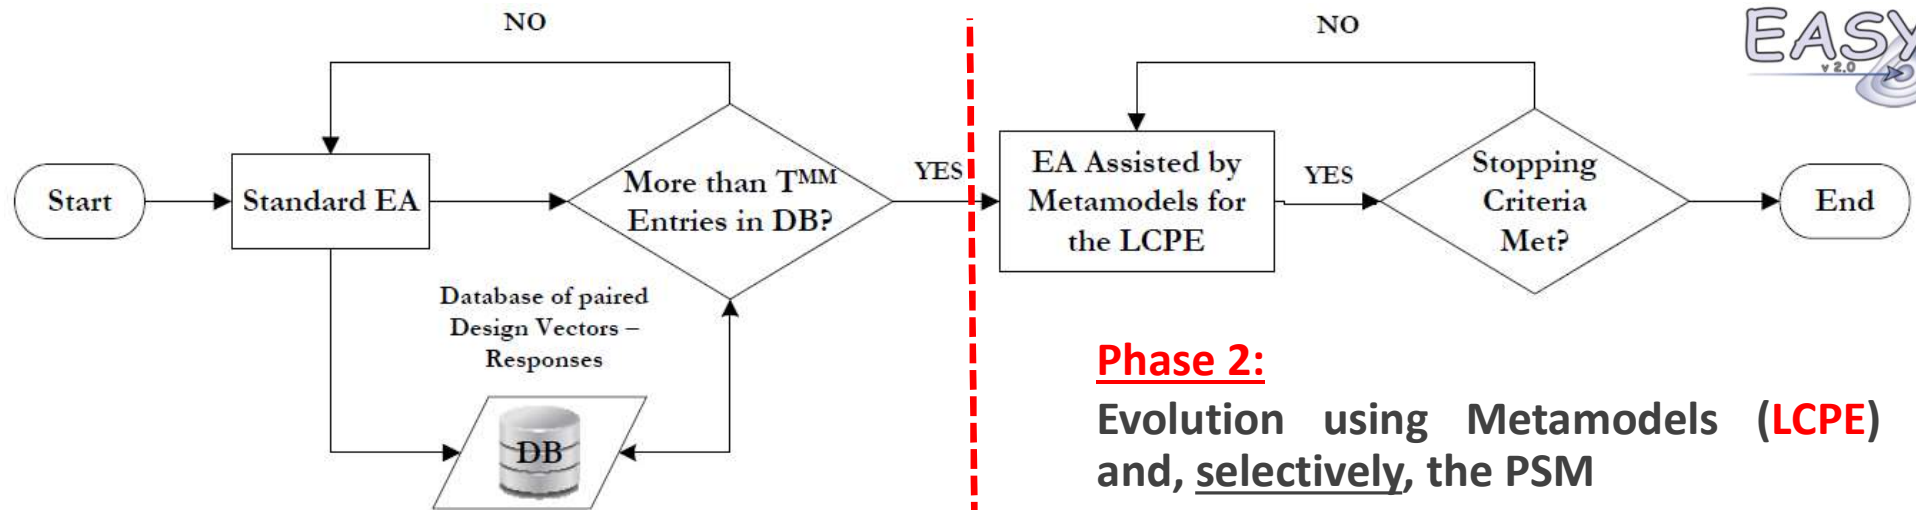 NO
NO
EASY
v 2.0
Start
Standard EA
More than T^MM
Entries in DB?
YES
EA Assisted by
Metamodels for
the LCPE
YES
Stopping
Criteria
Met?
End
Database of paired
Design Vectors –
Responses
DB
Phase 2:
Evolution using Metamodels (LCPE)
and, selectively, the PSM